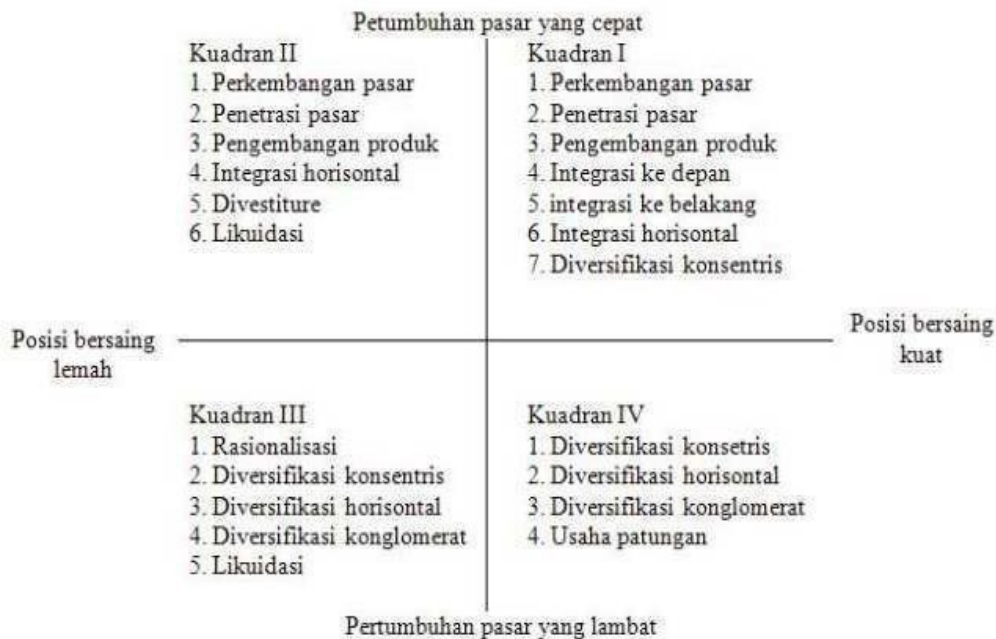 Petumbuhan pasar yang cepat
Kuadran II
1. Perkembangan pasar
2. Penetrasi pasar
3. Pengembangan produk
4. Integrasi horisontal
5. Divestiture
6. Likuidasi
Kuadran I
1. Perkembangan pasar
2. Penetrasi pasar
3. Pengembangan produk
4. Integrasi ke depan
5. integrasi ke belakang
6. Integrasi horisontal
7. Diversifikasi konsentris
Posisi bersaing
lemah
Posisi bersaing
kuat
Kuadran III
1. Rasionalisasi
2. Diversifikasi konsentris
3. Diversifikasi horisontal
4. Diversifikasi konglomerat
5. Likuidasi
Kuadran IV
1. Diversifikasi konsetris
2. Diversifikasi horisontal
3. Diversifikasi konglomerat
4. Usaha patungan
Pertumbuhan pasar yang lambat